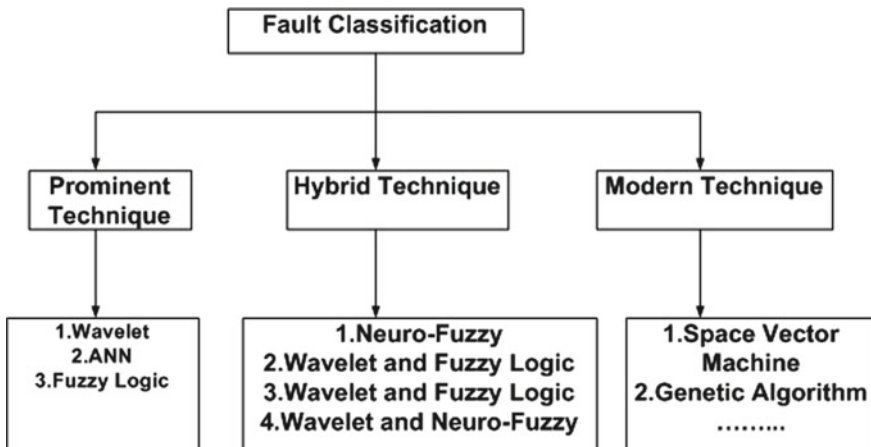 Fault Classification
Prominent
Technique
Hybrid Technique
Modern Technique
1.Wavelet
2.ANN
3.Fuzzy Logic
1.Neuro-Fuzzy
2.Wavelet and Fuzzy Logic
3.Wavelet and Fuzzy Logic
4.Wavelet and Neuro-Fuzzy
1.Space Vector
Machine
2.Genetic Algorithm
.........